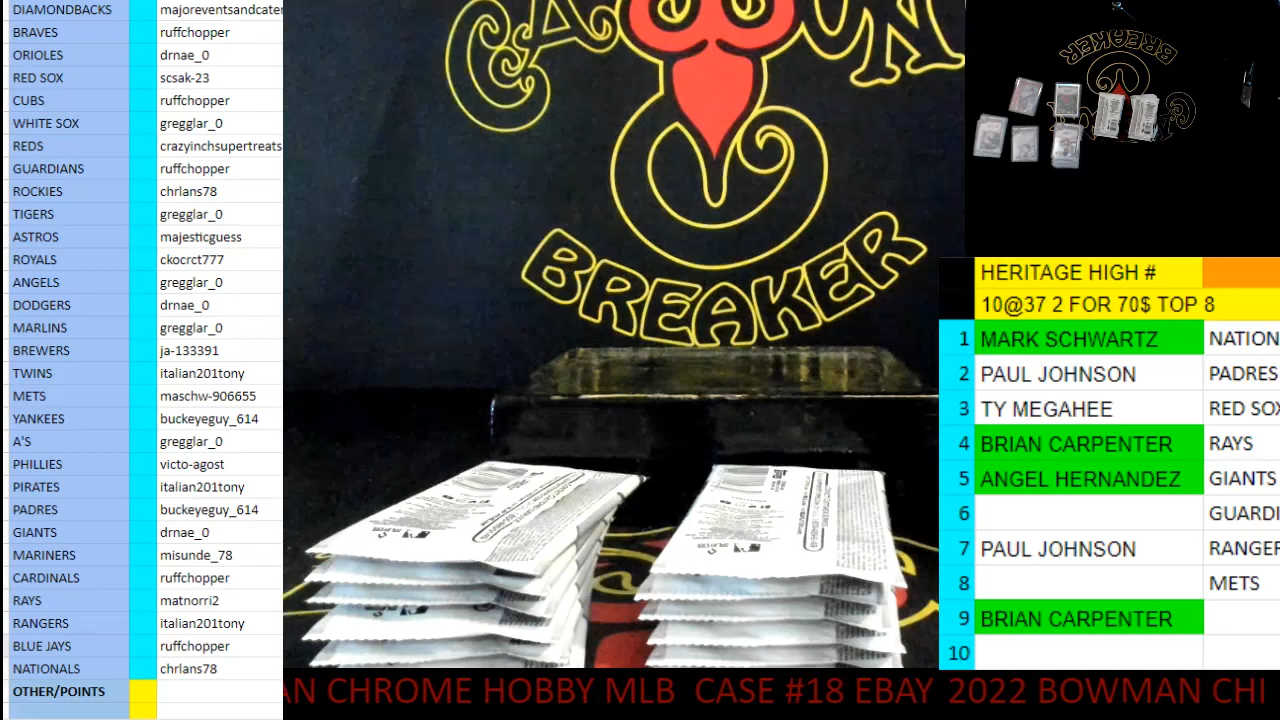 DIAMONDBACKS majoreventsandcater
BRAVES ruffchopper
ORIOLES drnae_0
RED SOX scsak-23
CUBS ruffchopper
WHITE SOX gregglar_0
REDS crazyinchsupertreats
GUARDIANS ruffchopper
ROCKIES chrlans78
TIGERS gregglar_0
ASTROS majesticguess
ROYALS ckocrct777
ANGELS gregglar_0
DODGERS drnae_0
MARLINS gregglar_0
BREWERS ja-133391
TWINS italian201tony
METS maschw-906655
YANKEES buckeyeguy_614
A'S gregglar_0
PHILLIES victo-agost
PIRATES italian201tony
PADRES buckeyeguy_614
GIANTS drnae_0
MARINERS misunde_78
CARDINALS ruffchopper
RAYS matnorri2
RANGERS italian201tony
BLUE JAYS ruffchopper
NATIONALS chrlans78
OTHER/POINTS
BREAKER
BREAKER
HERITAGE HIGH #
10@37 2 FOR 70$ TOP 8
1 MARK SCHWARTZ NATION
2 PAUL JOHNSON PADRES
3 TY MEGAHEE RED SOX
4 BRIAN CARPENTER RAYS
5 ANGEL HERNANDEZ GIANTS
6 GUARDI
7 PAUL JOHNSON RANGER
8 METS
9 BRIAN CARPENTER
10
AN CHROME HOBBY MLB CASE #18 EBAY 2022 BOWMAN CHI